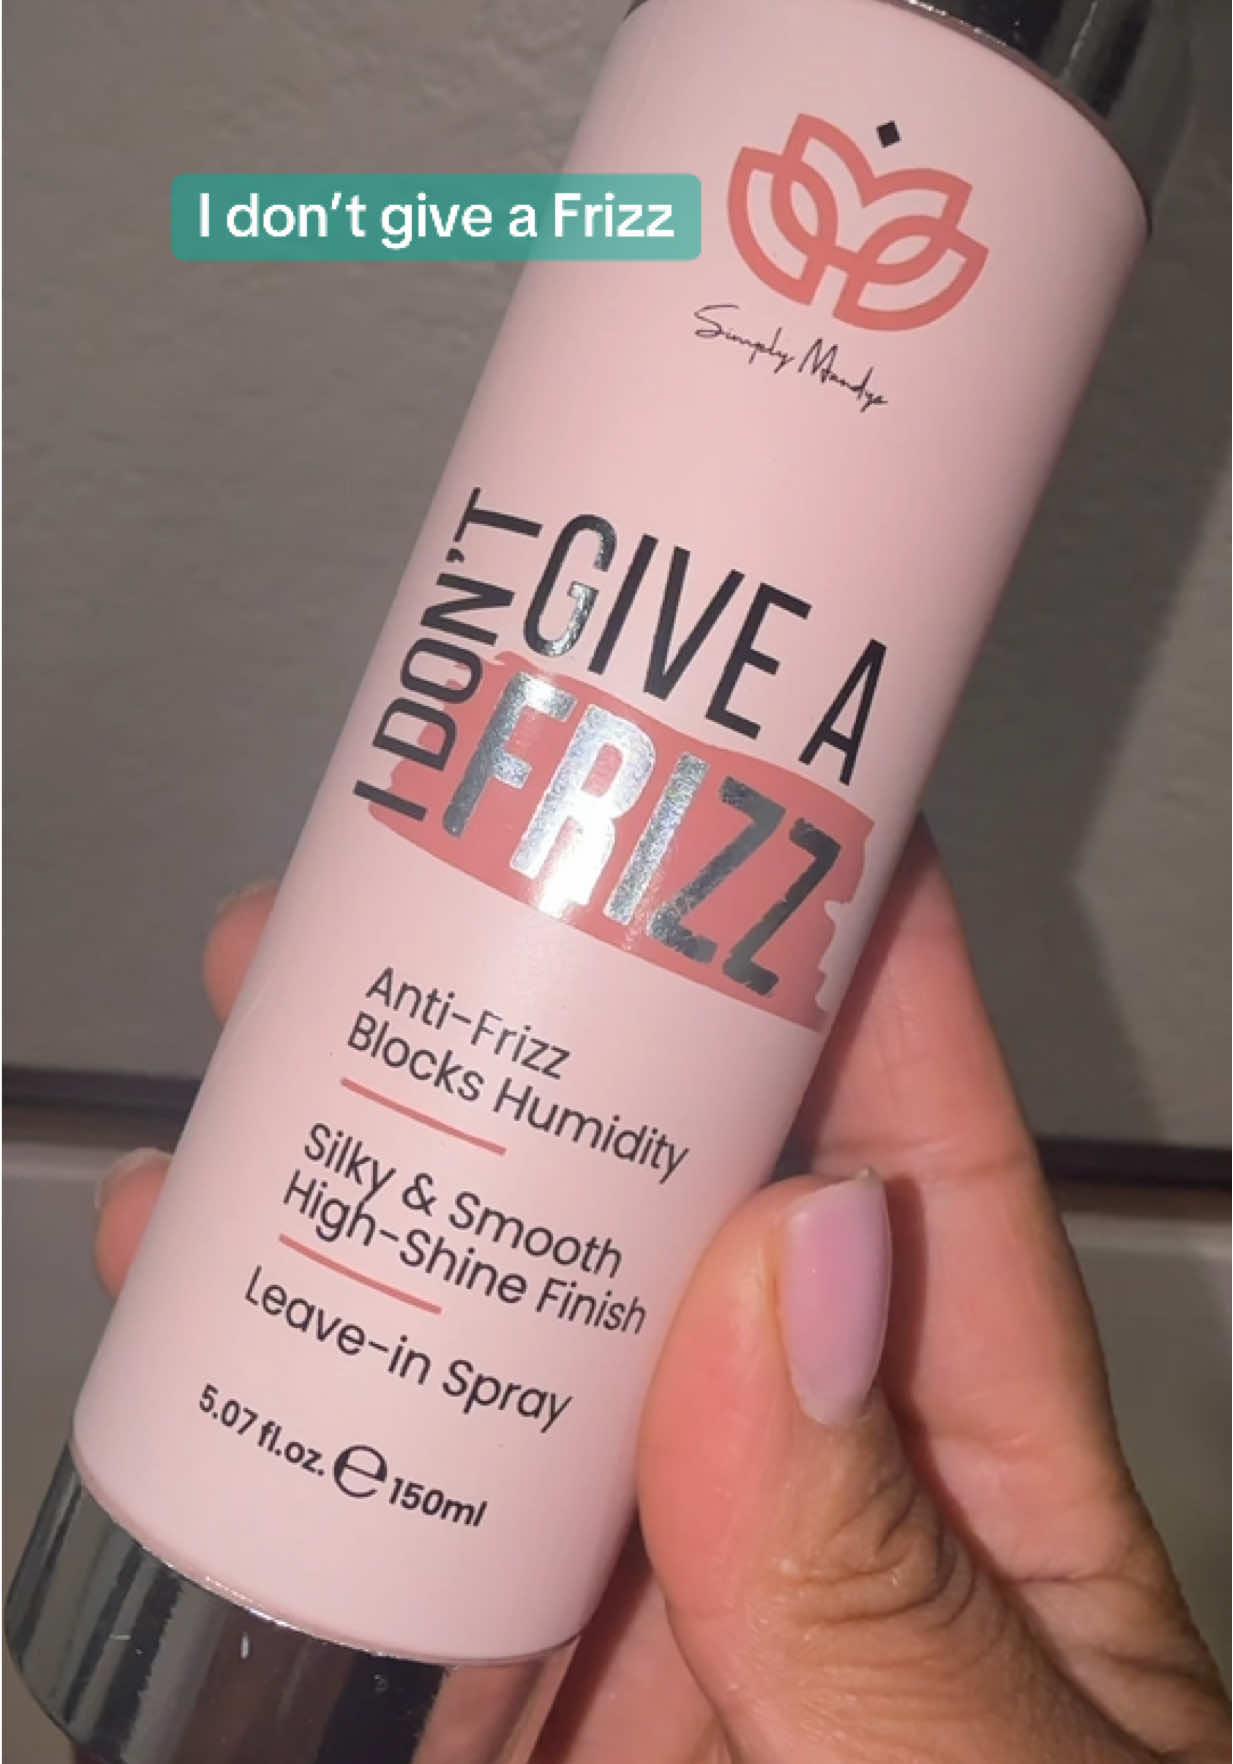 I don’t give a Frizz
Simply Mandys
I DON'T
GIVE A
FRIZZ
Anti-Frizz
Blocks Humidity
Silky & Smooth
High-Shine Finish
Leave-in Spray
5.07 fl.oz. ℮ 150ml